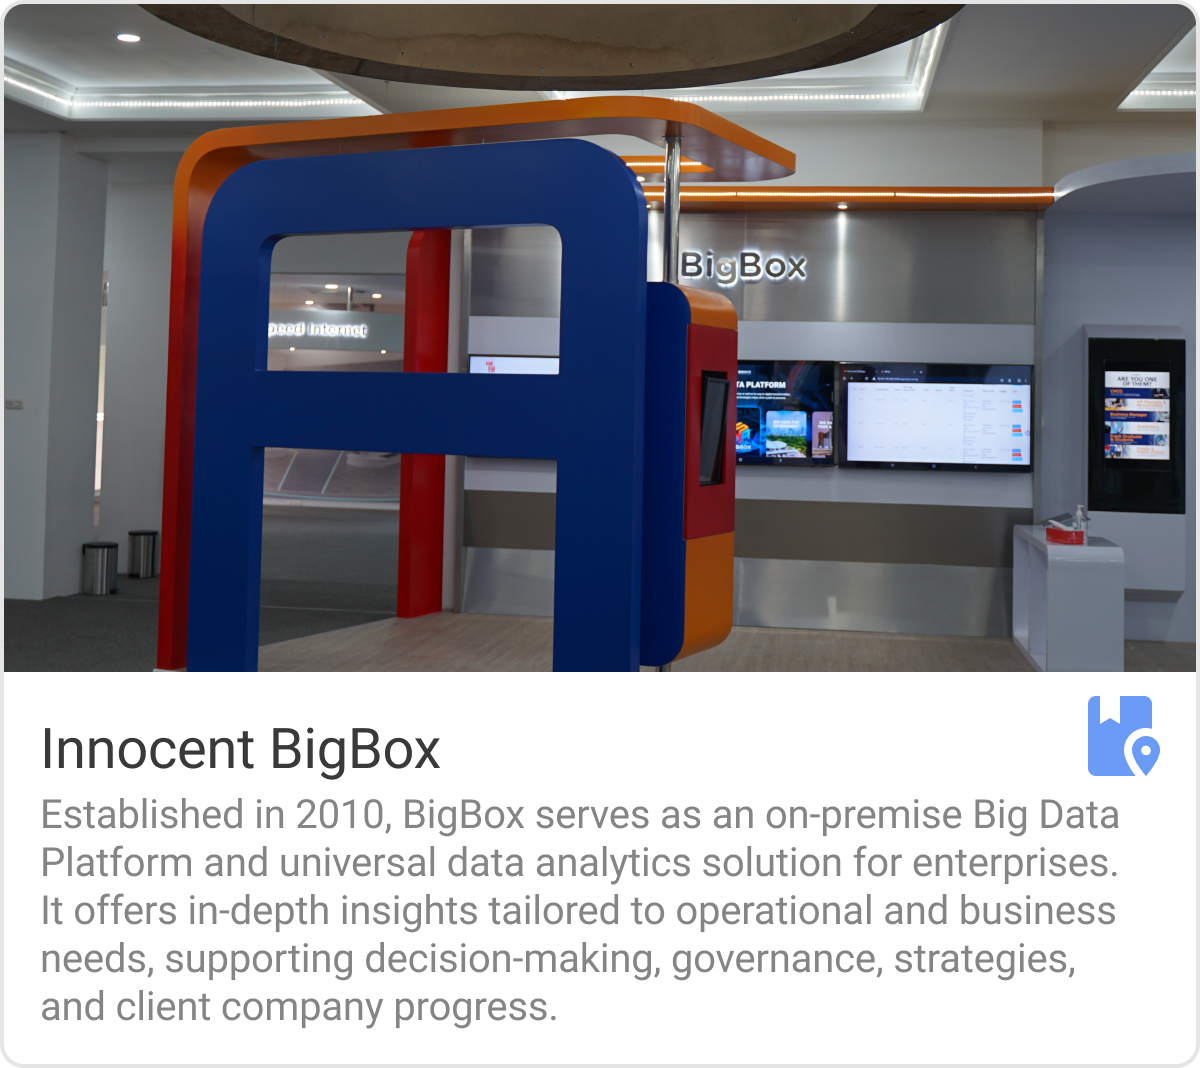 BigBox
peed Internet
TA PLATFORM
ARE YOU ONE
OF THEM?
Business Manager
Innocent BigBox
Established in 2010, BigBox serves as an on-premise Big Data
Platform and universal data analytics solution for enterprises.
It offers in-depth insights tailored to operational and business
needs, supporting decision-making, governance, strategies,
and client company progress.